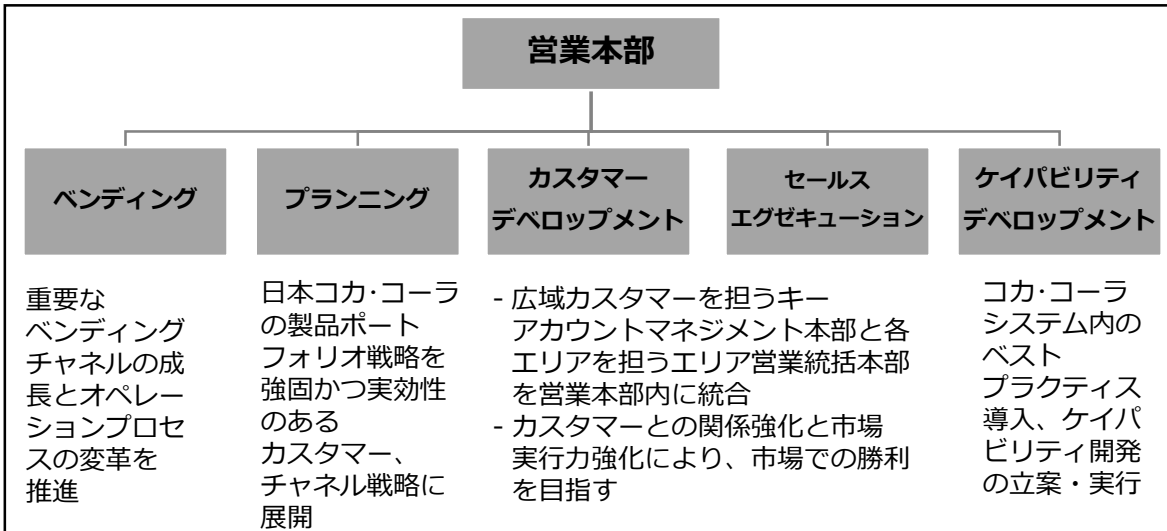 営業本部
ベンディング
プランニング
カスタマー
デベロップメント
セールス
エグゼキューション
ケイパビリティ
デベロップメント
重要な
ベンディング
チャネルの成
長とオペレー
ションプロセ
スの変革を
推進
日本コカ･コーラ
の製品ポート
フォリオ戦略を
強固かつ実効性
のある
カスタマー、
チャネル戦略に
展開
- 広域カスタマーを担うキー
アカウントマネジメント本部と各
エリアを担うエリア営業統括本部
を営業本部内に統合
- カスタマーとの関係強化と市場
実行力強化により、市場での勝利
を目指す
コカ･コーラ
システム内の
ベスト
プラクティス
導入、ケイパ
ビリティ開発
の立案・実行